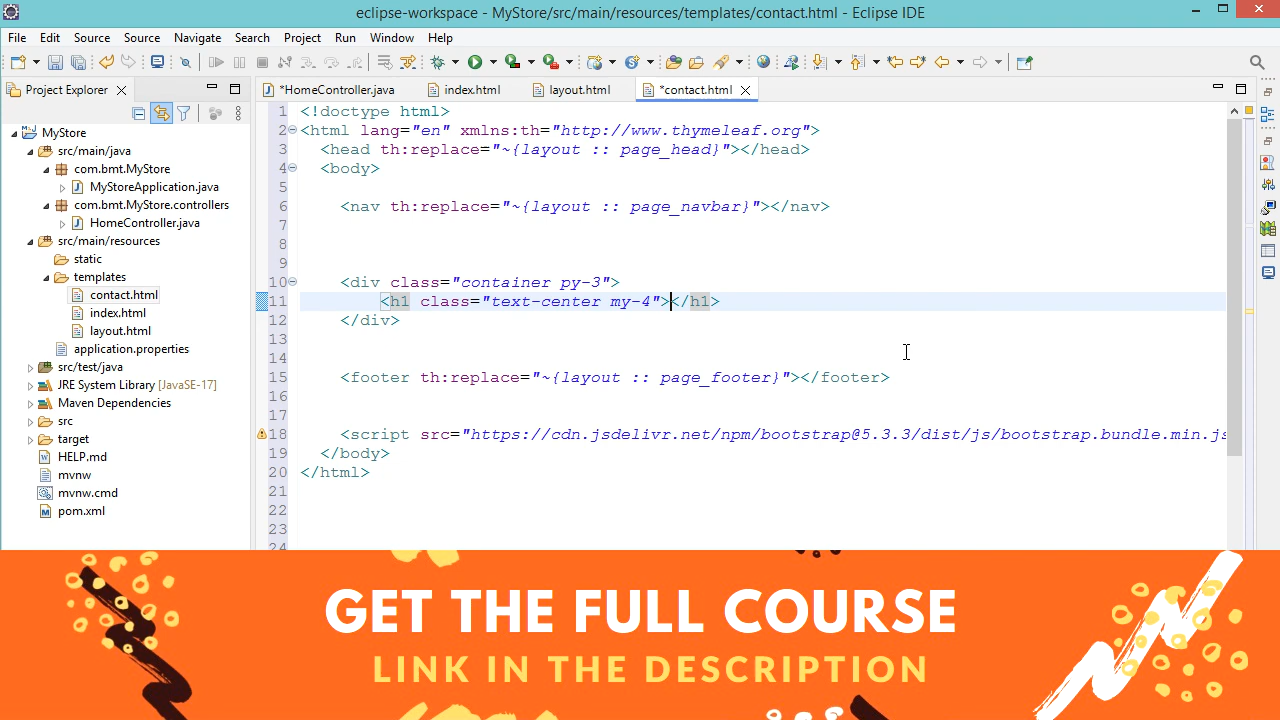 eclipse-workspace - MyStore/src/main/resources/templates/contact.html - Eclipse IDE
File Edit Source Source Navigate Search Project Run Window Help
Project Explorer
*HomeController.java
index.html
layout.html
*contact.html
MyStore
src/main/java
com.bmt.MyStore
MyStoreApplication.java
com.bmt.MyStore.controllers
HomeController.java
src/main/resources
static
templates
contact.html
index.html
layout.html
application.properties
src/test/java
JRE System Library [JavaSE-17]
Maven Dependencies
src
target
HELP.md
mvnw
mvnw.cmd
pom.xml
1 <!doctype html>
2 <html lang="en" xmlns:th="http://www.thymeleaf.org">
3 <head th:replace="~{layout :: page_head}"></head>
4 <body>
5
6 <nav th:replace="~{layout :: page_navbar}"></nav>
7
8
9
10 <div class="container py-3">
11 <h1 class="text-center my-4"></h1>
12 </div>
13
14
15 <footer th:replace="~{layout :: page_footer}"></footer>
16
17
18 <script src="https://cdn.jsdelivr.net/npm/bootstrap@5.3.3/dist/js/bootstrap.bundle.min.js
19 </body>
20 </html>
21
22
23
24
GET THE FULL COURSE
LINK IN THE DESCRIPTION